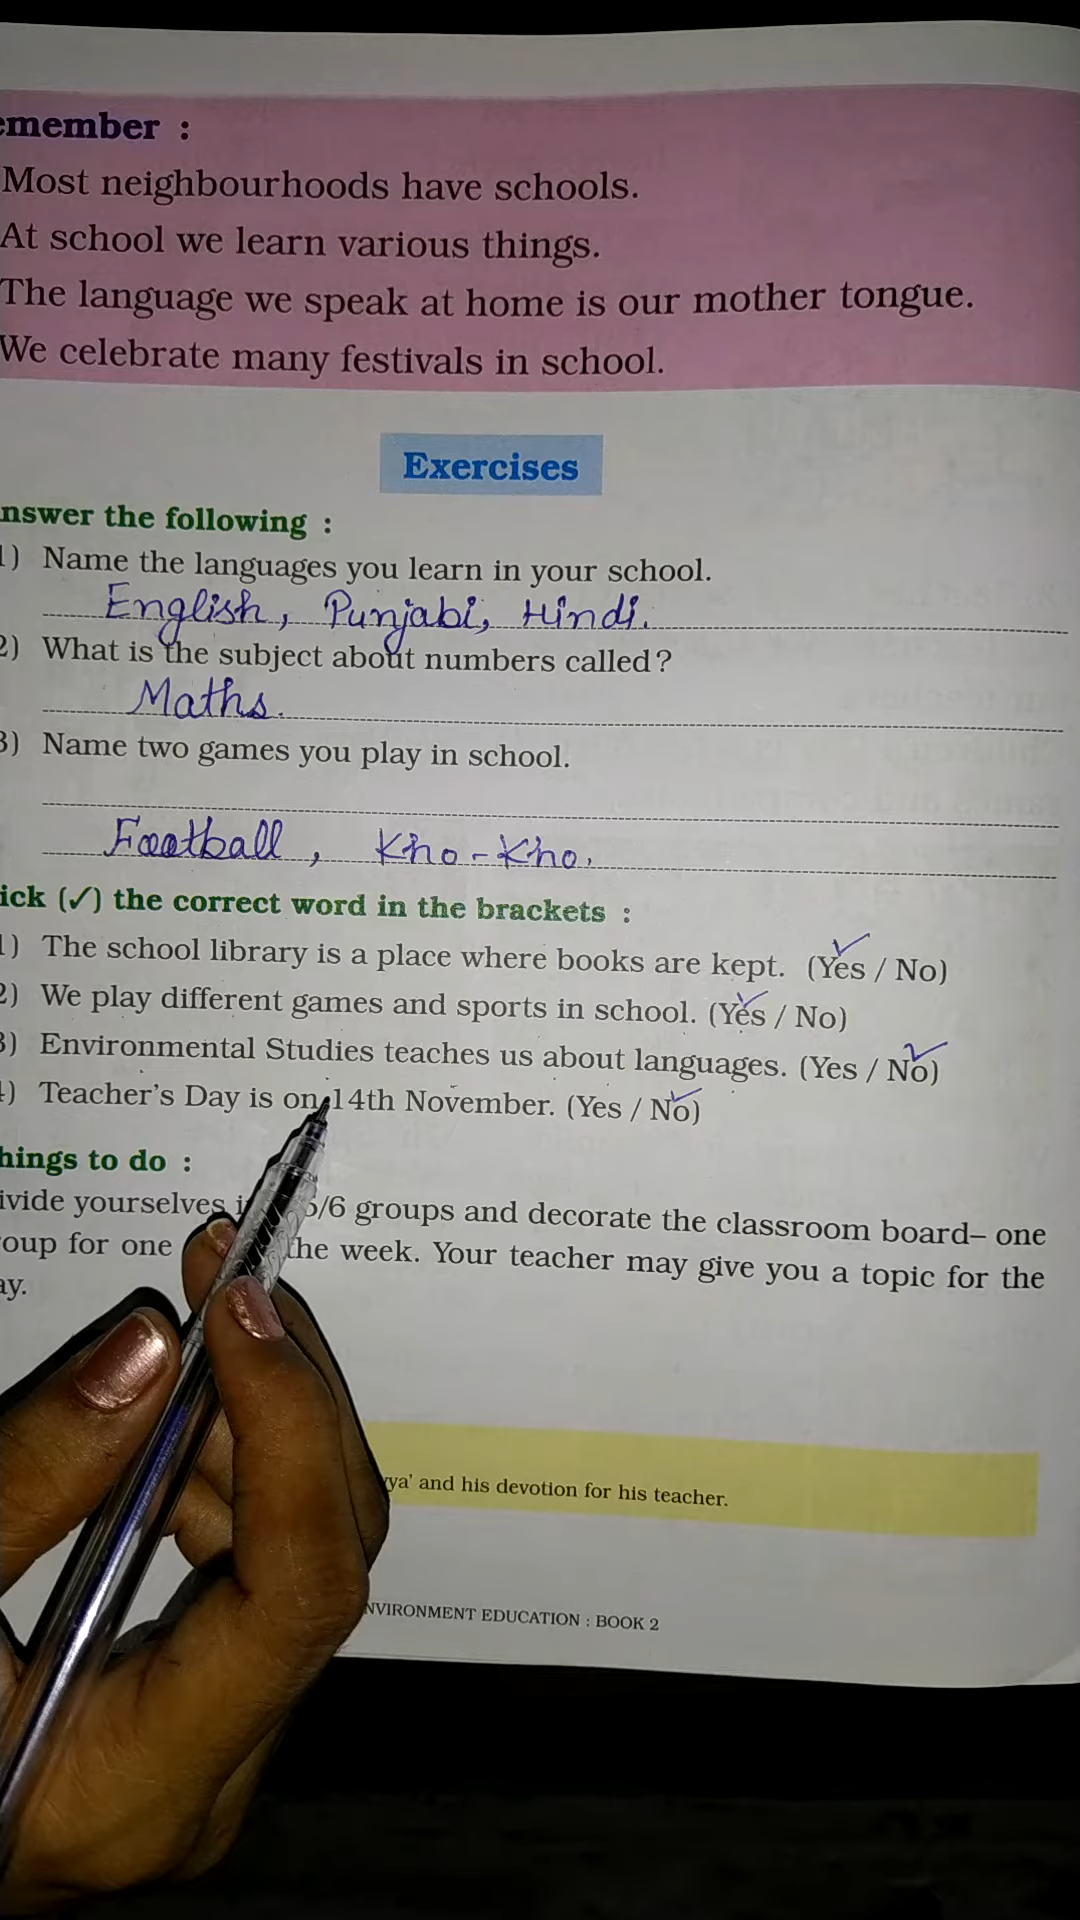 emember :
Most neighbourhoods have schools.
At school we learn various things.
The language we speak at home is our mother tongue.
We celebrate many festivals in school.
Exercises
nswer the following :
1) Name the languages you learn in your school.
English, Punjabi, Hindi.
2) What is the subject about numbers called?
Maths.
3) Name two games you play in school.
Football, Kho-Kho.
ick (✓) the correct word in the brackets :
1) The school library is a place where books are kept. (Yes / No)
2) We play different games and sports in school. (Yes / No)
3) Environmental Studies teaches us about languages. (Yes / No)
4) Teacher's Day is on 14th November. (Yes / No)
hings to do :
ivide yourselves /6 groups and decorate the classroom board– one
oup for one the week. Your teacher may give you a topic for the
ay.
ya' and his devotion for his teacher.
NVIRONMENT EDUCATION : BOOK 2